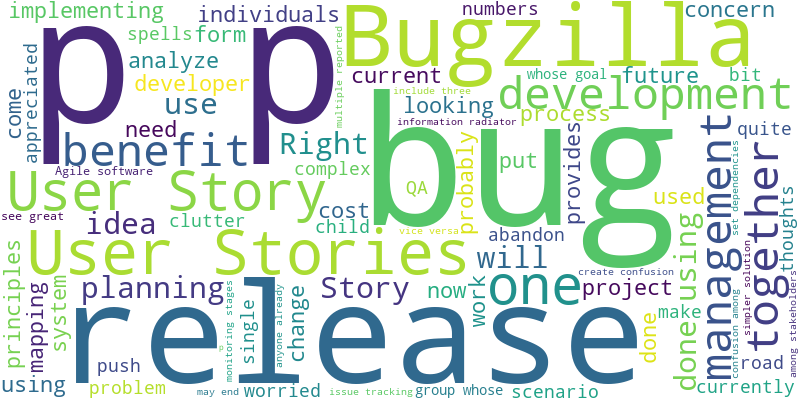 implementing
individuals
numbers
concern
p p
Bugzilla
spells form
analyze
developer
come
appreciated
use
need
multiple reported
current
include three
looking
information radiator
whose goal
future
bit
development
process
benefit
Right
bug
Agile software
complex
put
QA
probably
provides
used
quite
User Story
see great
idea
clutter
cost
child
vice versa
abandon
management
set dependencies
together
simpler solution
thoughts
User Stories
will
create confusion
principles
mapping
system
planning
Story
now
work
one
project
done
done using
make
road
confusion among
among stakeholders
currently
release
push
problem
using
single
monitoring stages
p
anyone already
change
worried
may end
issue tracking
group whose
scenario